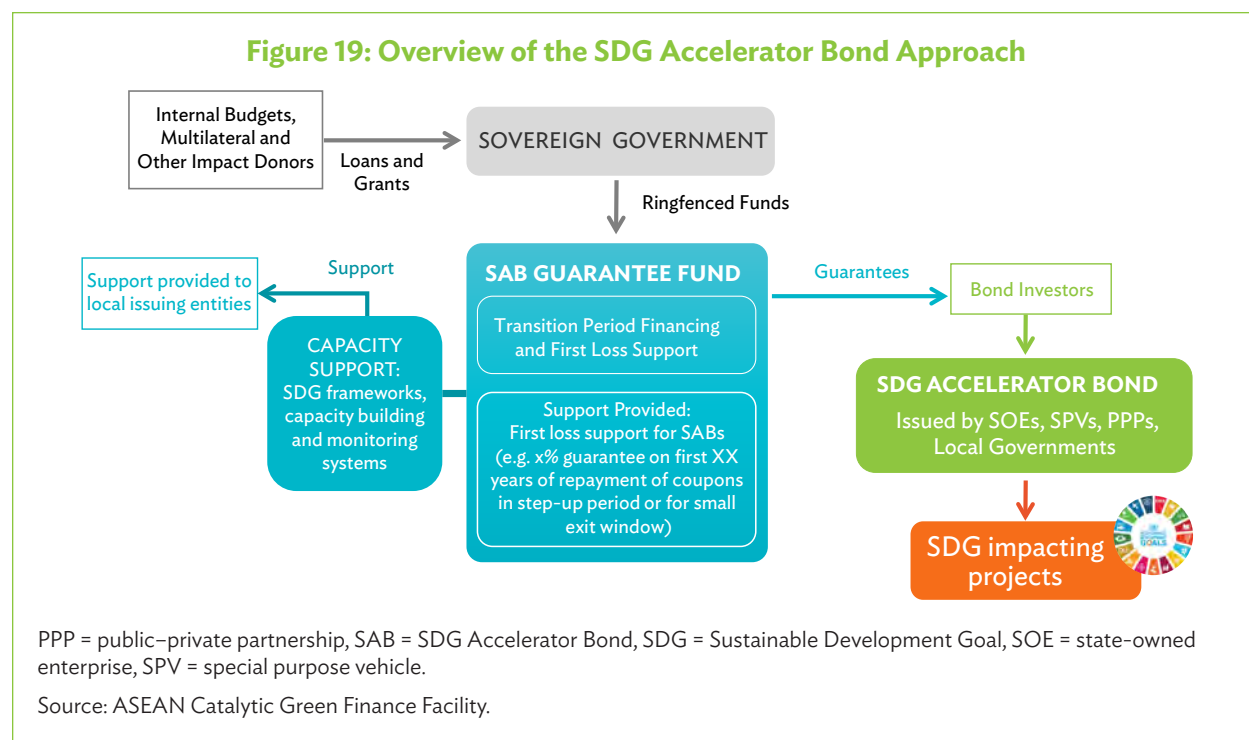 Figure 19: Overview of the SDG Accelerator Bond Approach
Internal Budgets,
Multilateral and
Other Impact Donors
Loans and
Grants
SOVEREIGN GOVERNMENT
Ringfenced Funds
Support provided to
local issuing entities
Support
CAPACITY
SUPPORT:
SDG frameworks,
capacity building
and monitoring
systems
SAB GUARANTEE FUND
Transition Period Financing
and First Loss Support
Support Provided:
First loss support for SABs
(e.g. x% guarantee on first XX
years of repayment of coupons
in step-up period or for small
exit window)
Guarantees
Bond Investors
SDG ACCELERATOR BOND
Issued by SOEs, SPVs, PPPs,
Local Governments
SDG impacting
projects
GOALS
PPP = public–private partnership, SAB = SDG Accelerator Bond, SDG = Sustainable Development Goal, SOE = state-owned
enterprise, SPV = special purpose vehicle.
Source: ASEAN Catalytic Green Finance Facility.